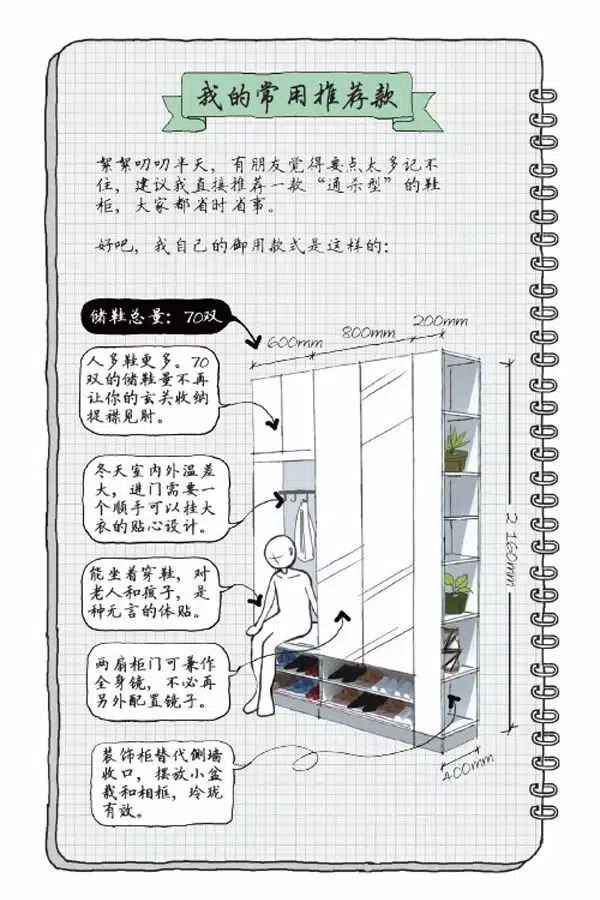 我的常用推荐款
絮絮叨叨半天，有朋友觉得要点太多记不
住，建议我直接推荐一款“通杀型”的鞋
柜，大家都省时省事。
好吧，我自己的御用款式是这样的：
储鞋总量：70双
600mm
800mm
200mm
人多鞋更多。70
双的储鞋量不再
让你的玄关收纳
捉襟见肘。
冬天室内外温差
大，进门需要一
个顺手可以挂大
衣的贴心设计。
能坐着穿鞋，对
老人和孩子，是
种无言的体贴。
两扇柜门可兼作
全身镜，不必再
另外配置镜子。
装饰柜替代侧墙
收口，摆放小盆
栽和相框，玲珑
有效。
2160mm
400mm